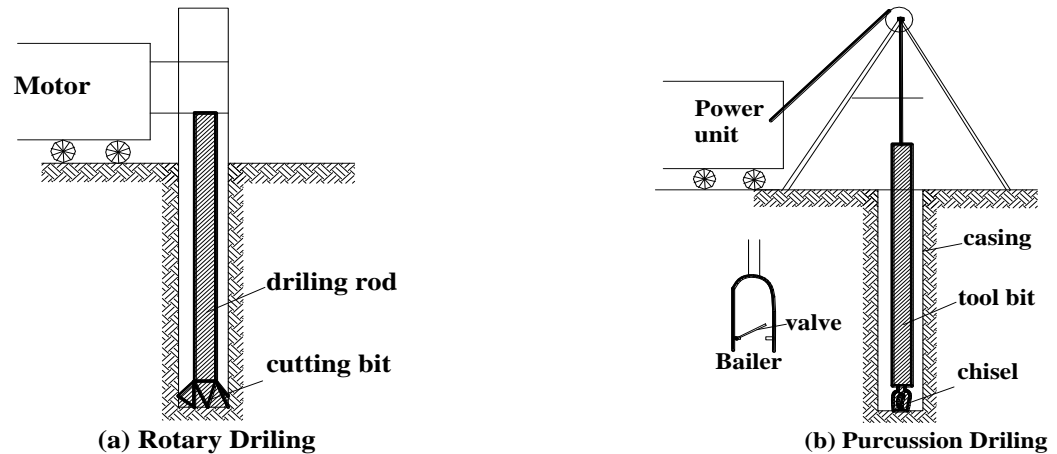 Motor
driling rod
cutting bit
(a) Rotary Driling
Power
unit
casing
tool bit
valve
Bailer
chisel
(b) Purcussion Driling